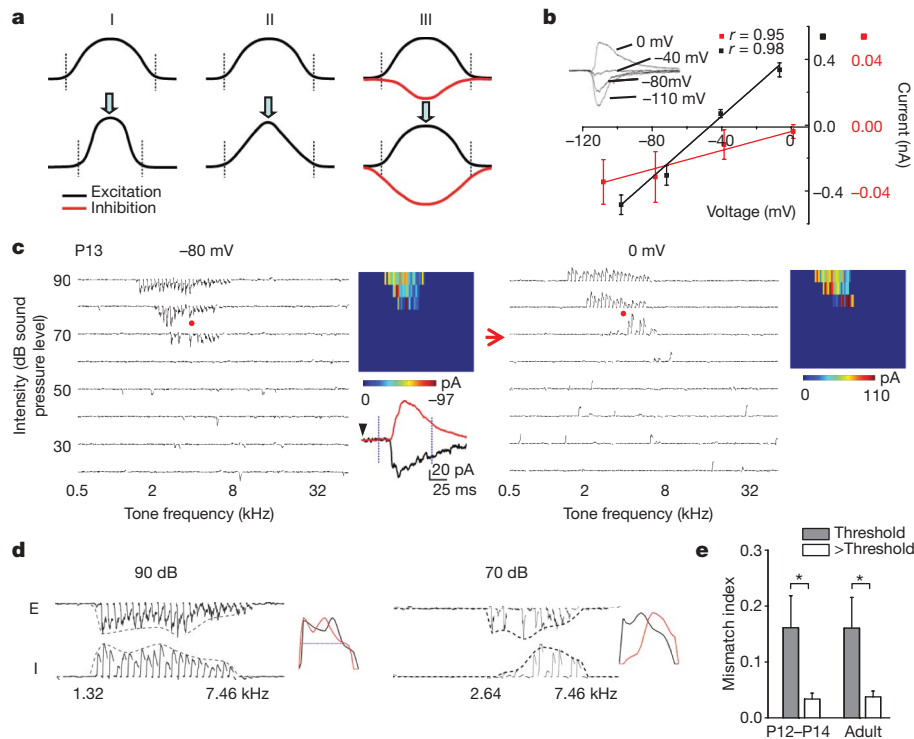 a
I II III
Excitation
Inhibition
b
0 mV
–40 mV
–80mV
–110 mV
r = 0.95
r = 0.98
0.4 0.04
0.0 0.00
–0.4 –0.04
Current (nA)
–120 –80 –40 0
Voltage (mV)
c
P13 –80 mV
90
70
50
30
Intensity (dB sound pressure level)
0.5 2 8 32
Tone frequency (kHz)
pA
0 –97
20 pA
25 ms
0 mV
0.5 2 8 32
Tone frequency (kHz)
pA
0 110
d
90 dB
E
I
1.32 7.46 kHz
70 dB
2.64 7.46 kHz
e
Threshold
>Threshold
0.3
0.2
0.1
0.0
Mismatch index
* *
P12–P14 Adult